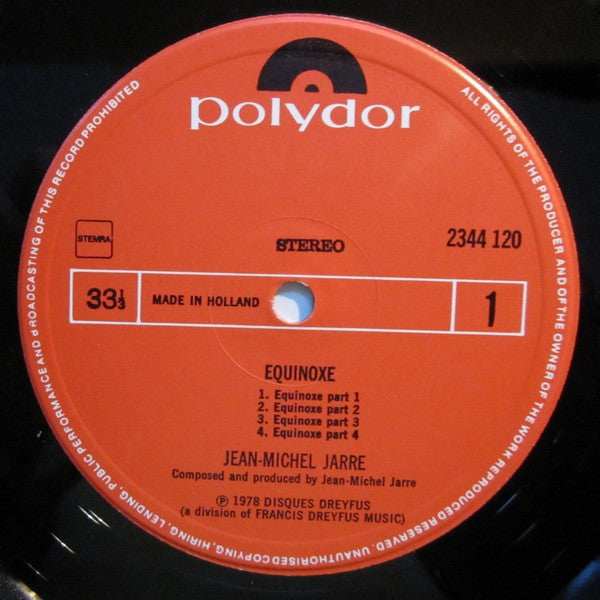 polydor
STEMRA
STEREO
2344 120
33⅓
MADE IN HOLLAND
1
EQUINOXE
1. Equinoxe part 1
2. Equinoxe part 2
3. Equinoxe part 3
4. Equinoxe part 4
JEAN-MICHEL JARRE
Composed and produced by Jean-Michel Jarre
℗ 1978 DISQUES DREYFUS
(a division of FRANCIS DREYFUS MUSIC)
ALL RIGHTS OF THE PRODUCER AND OF THE OWNER OF THE WORK REPRODUCED RESERVED. UNAUTHORISED COPYING, HIRING, LENDING, PUBLIC PERFORMANCE AND BROADCASTING OF THIS RECORD PROHIBITED